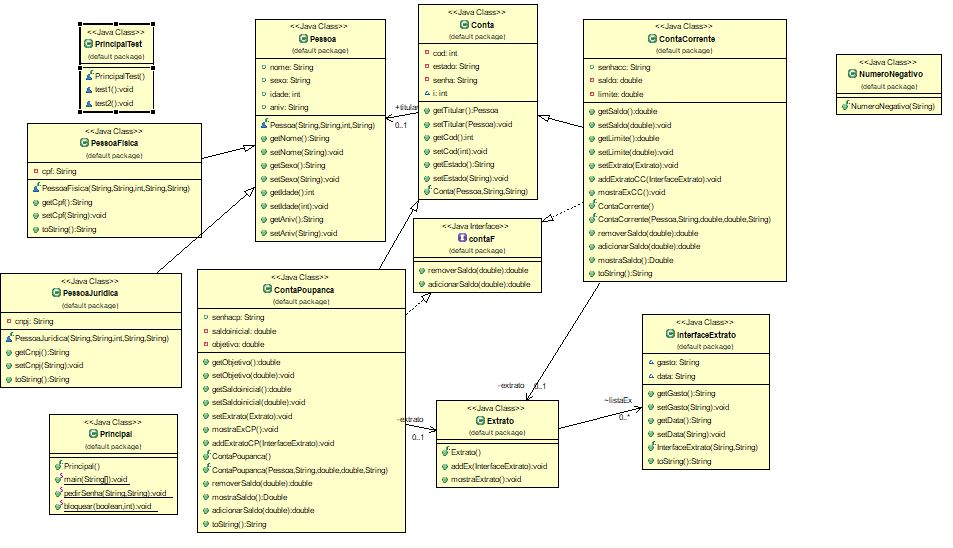 <<Java Class>>
PrincipalTest
(default package)
PrincipalTest()
test1():void
test2():void
<<Java Class>>
PessoaFisica
(default package)
cpf: String
PessoaFisica(String,String,int,String,String)
getCpf():String
setCpf(String):void
toString():String
<<Java Class>>
PessoaJuridica
(default package)
cnpj: String
PessoaJuridica(String,String,int,String,String)
getCnpj():String
setCnpj(String):void
toString():String
<<Java Class>>
Principal
(default package)
Principal()
main(String[]):void
pedirSenha(String,String):void
bloquear(boolean,int):void
<<Java Class>>
Pessoa
(default package)
nome: String
sexo: String
idade: int
aniv: String
Pessoa(String,String,int,String)
getNome():String
setNome(String):void
getSexo():String
setSexo(String):void
getIdade():int
setIdade(int):void
getAniv():String
setAniv(String):void
<<Java Class>>
ContaPoupanca
(default package)
senhacp: String
saldoinicial: double
objetivo: double
getObjetivo():double
setObjetivo(double):void
getSaldoinicial():double
setSaldoinicial(double):void
setExtrato(Extrato):void
mostraExCP():void
addExtratoCP(InterfaceExtrato):void
ContaPoupanca()
ContaPoupanca(Pessoa,String,double,double,String)
removerSaldo(double):double
mostraSaldo():Double
adicionarSaldo(double):double
toString():String
+titular
0..1
<<Java Class>>
Conta
(default package)
cod: int
estado: String
senha: String
i: int
getTitular():Pessoa
setTitular(Pessoa):void
getCod():int
setCod(int):void
getEstado():String
setEstado(String):void
Conta(Pessoa,String,String)
<<Java Interface>>
contaF
(default package)
removerSaldo(double):double
adicionarSaldo(double):double
-extrato
0..1
-extrato
0..1
<<Java Class>>
Extrato
(default package)
Extrato()
addEx(InterfaceExtrato):void
mostraExtrato():void
<<Java Class>>
ContaCorrente
(default package)
senhacc: String
saldo: double
limite: double
getSaldo():double
setSaldo(double):void
getLimite():double
setLimite(double):void
setExtrato(Extrato):void
addExtratoCC(InterfaceExtrato):void
mostraExCC():void
ContaCorrente()
ContaCorrente(Pessoa,String,double,double,String)
removerSaldo(double):double
adicionarSaldo(double):double
mostraSaldo():Double
toString():String
~listaEx
0..*
<<Java Class>>
InterfaceExtrato
(default package)
gasto: String
data: String
getGasto():String
setGasto(String):void
getData():String
setData(String):void
InterfaceExtrato(String,String)
toString():String
<<Java Class>>
NumeroNegativo
(default package)
NumeroNegativo(String)